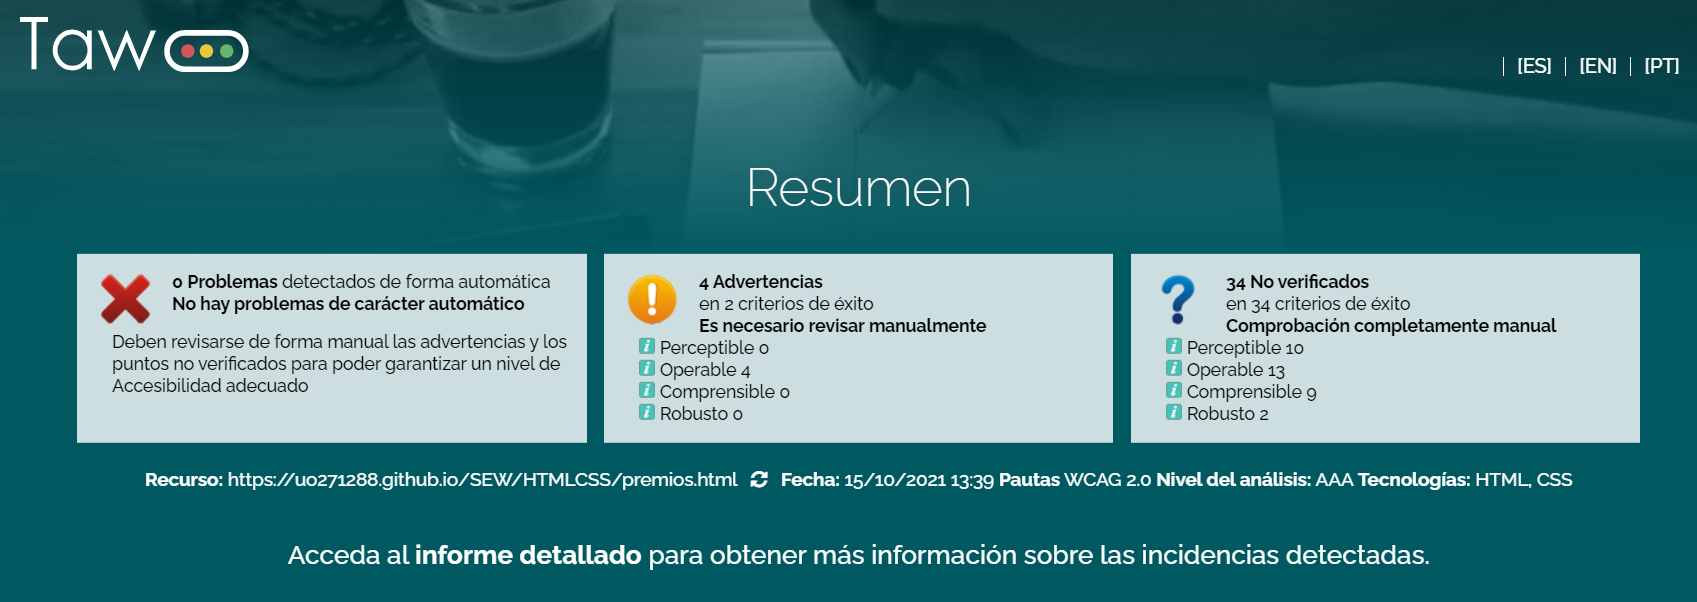 Taw
[ES] | [EN] | [PT]
Resumen
0 Problemas detectados de forma automática
No hay problemas de carácter automático
Deben revisarse de forma manual las advertencias y los
puntos no verificados para poder garantizar un nivel de
Accesibilidad adecuado
4 Advertencias
en 2 criterios de éxito
Es necesario revisar manualmente
Perceptible 0
Operable 4
Comprensible 0
Robusto 0
34 No verificados
en 34 criterios de éxito
Comprobación completamente manual
Perceptible 10
Operable 13
Comprensible 9
Robusto 2
Recurso: https://uo271288.github.io/SEW/HTMLCSS/premios.html Fecha: 15/10/2021 13:39 Pautas WCAG 2.0 Nivel del análisis: AAA Tecnologías: HTML, CSS
Acceda al informe detallado para obtener más información sobre las incidencias detectadas.